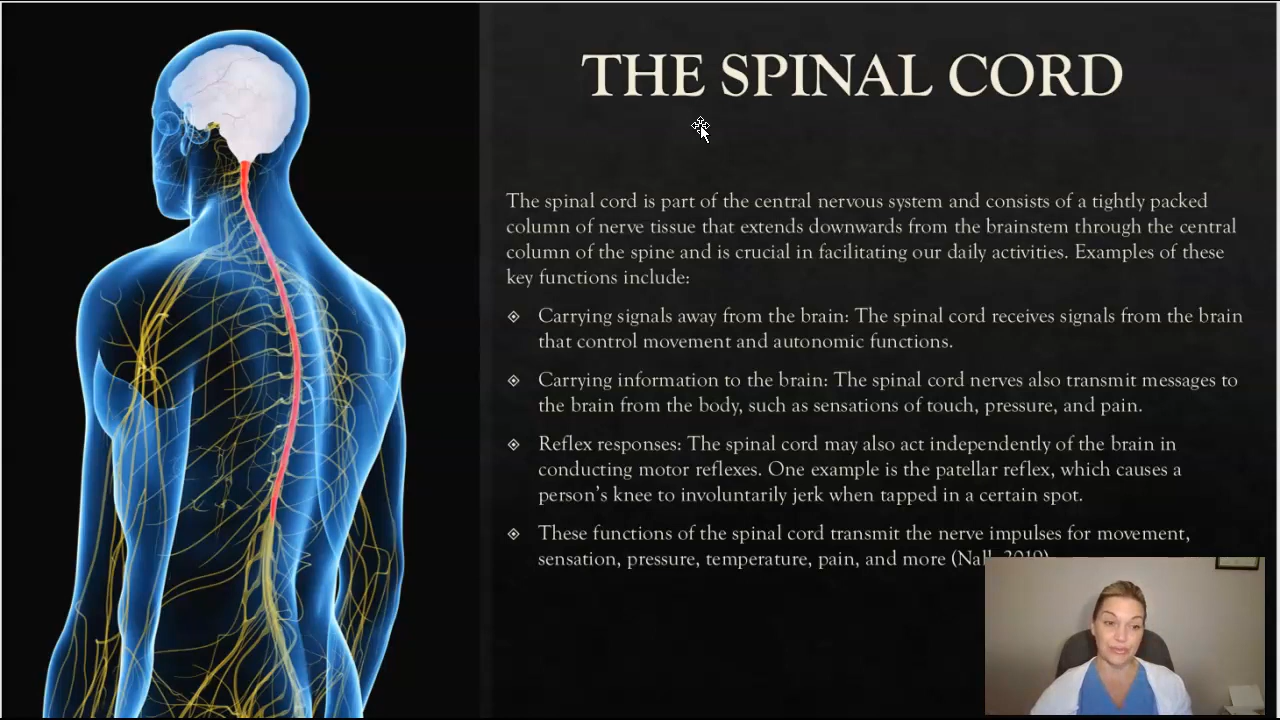 THE SPINAL CORD
The spinal cord is part of the central nervous system and consists of a tightly packed
column of nerve tissue that extends downwards from the brainstem through the central
column of the spine and is crucial in facilitating our daily activities. Examples of these
key functions include:
Carrying signals away from the brain: The spinal cord receives signals from the brain
that control movement and autonomic functions.
Carrying information to the brain: The spinal cord nerves also transmit messages to
the brain from the body, such as sensations of touch, pressure, and pain.
Reflex responses: The spinal cord may also act independently of the brain in
conducting motor reflexes. One example is the patellar reflex, which causes a
person's knee to involuntarily jerk when tapped in a certain spot.
These functions of the spinal cord transmit the nerve impulses for movement,
sensation, pressure, temperature, pain, and more (Nall, 2019)